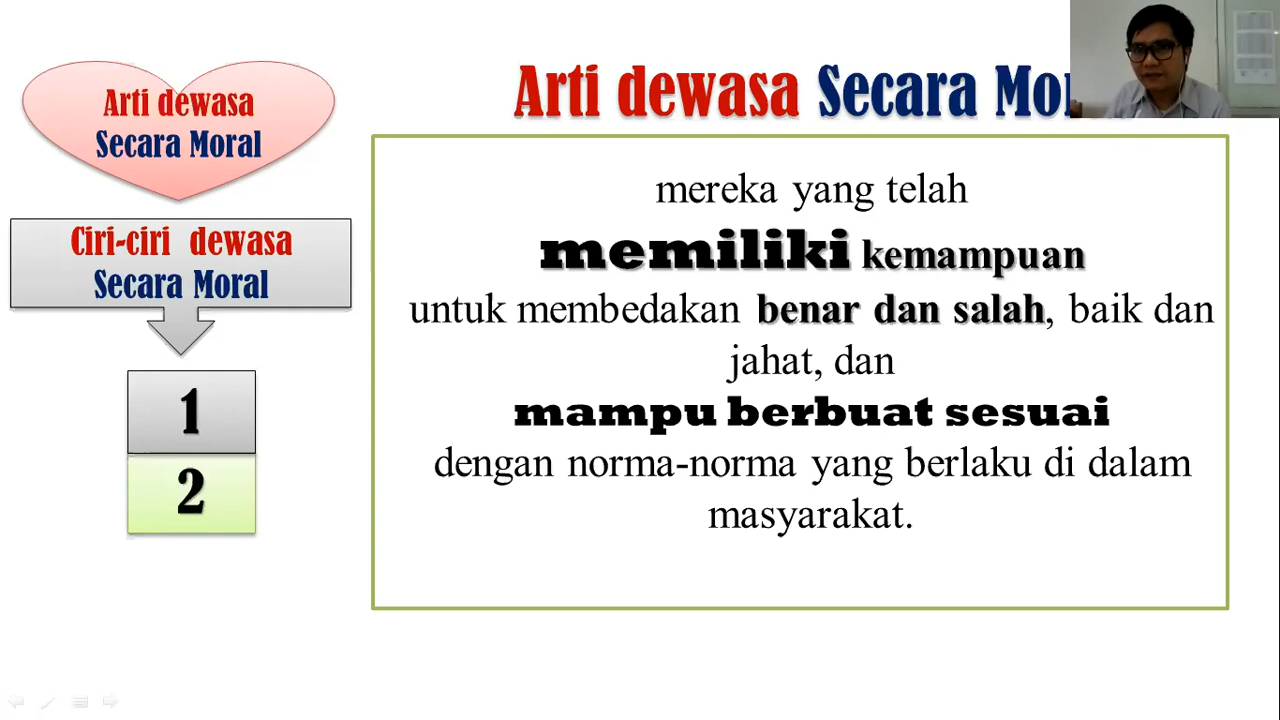 Arti dewasa
Secara Moral
Ciri-ciri dewasa
Secara Moral
1
2
Arti dewasa Secara Mor
mereka yang telah
memiliki kemampuan
untuk membedakan benar dan salah, baik dan
jahat, dan
mampu berbuat sesuai
dengan norma-norma yang berlaku di dalam
masyarakat.